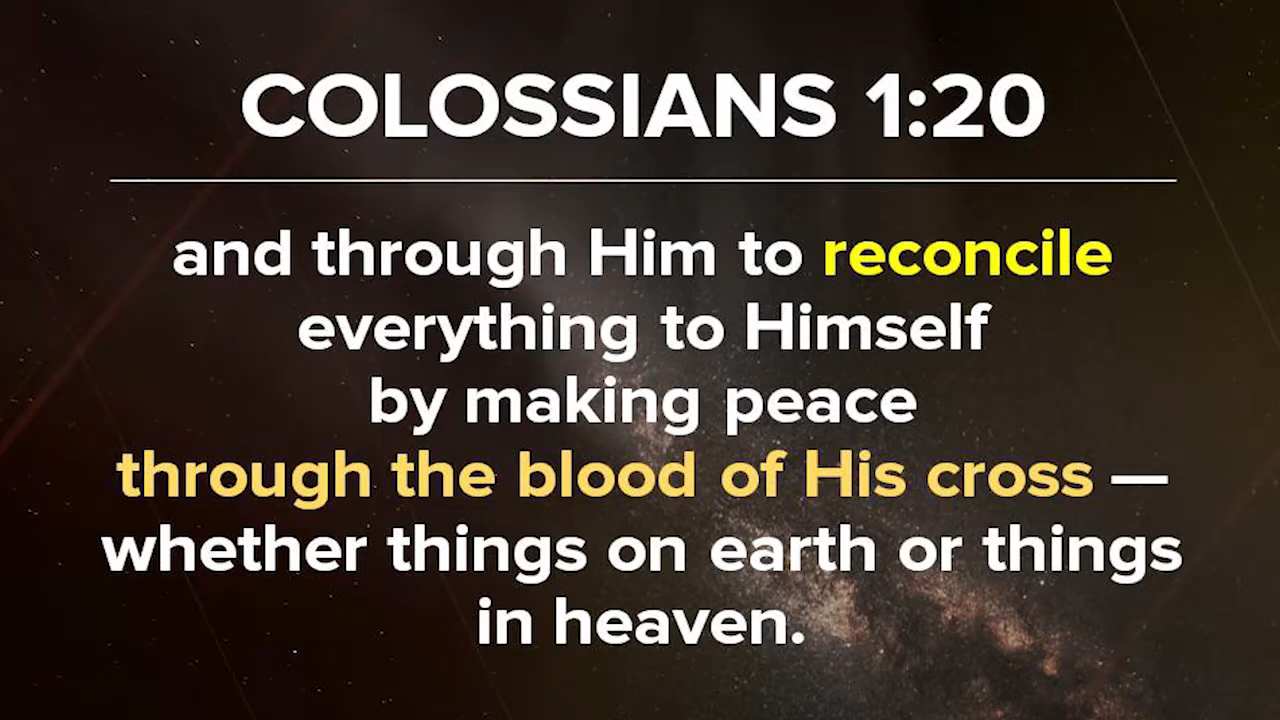 COLOSSIANS 1:20
and through Him to reconcile
everything to Himself
by making peace
through the blood of His cross —
whether things on earth or things
in heaven.